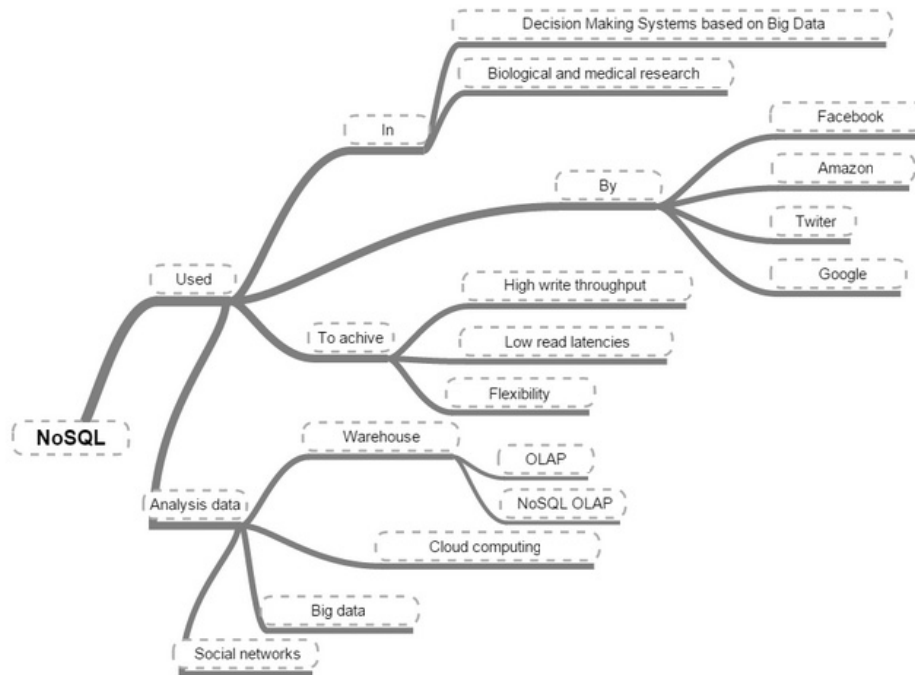 Decision Making Systems based on Big Data
Biological and medical research
In
Facebook
Amazon
By
Twiter
Google
Used
High write throughput
To achive
Low read latencies
Flexibility
NoSQL
Warehouse
OLAP
NoSQL OLAP
Analysis data
Cloud computing
Big data
Social networks